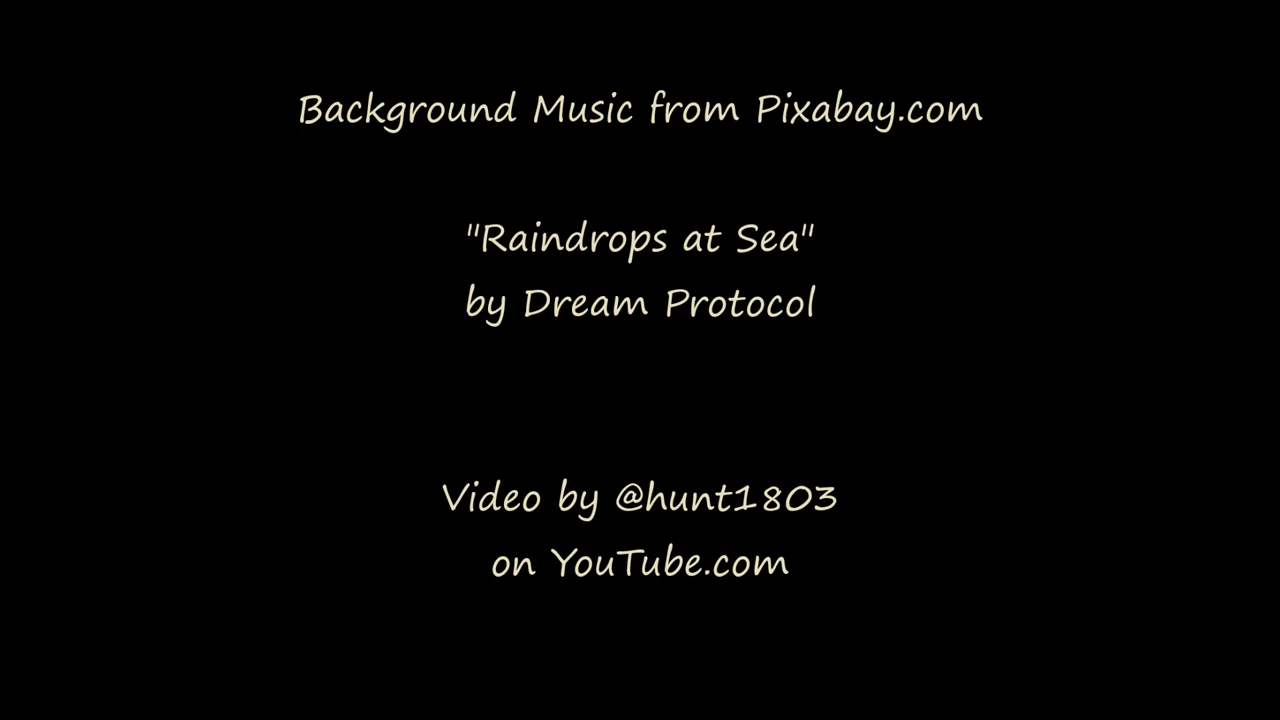 Background Music from Pixabay.com
"Raindrops at Sea"
by Dream Protocol
Video by @hunt1803
on YouTube.com